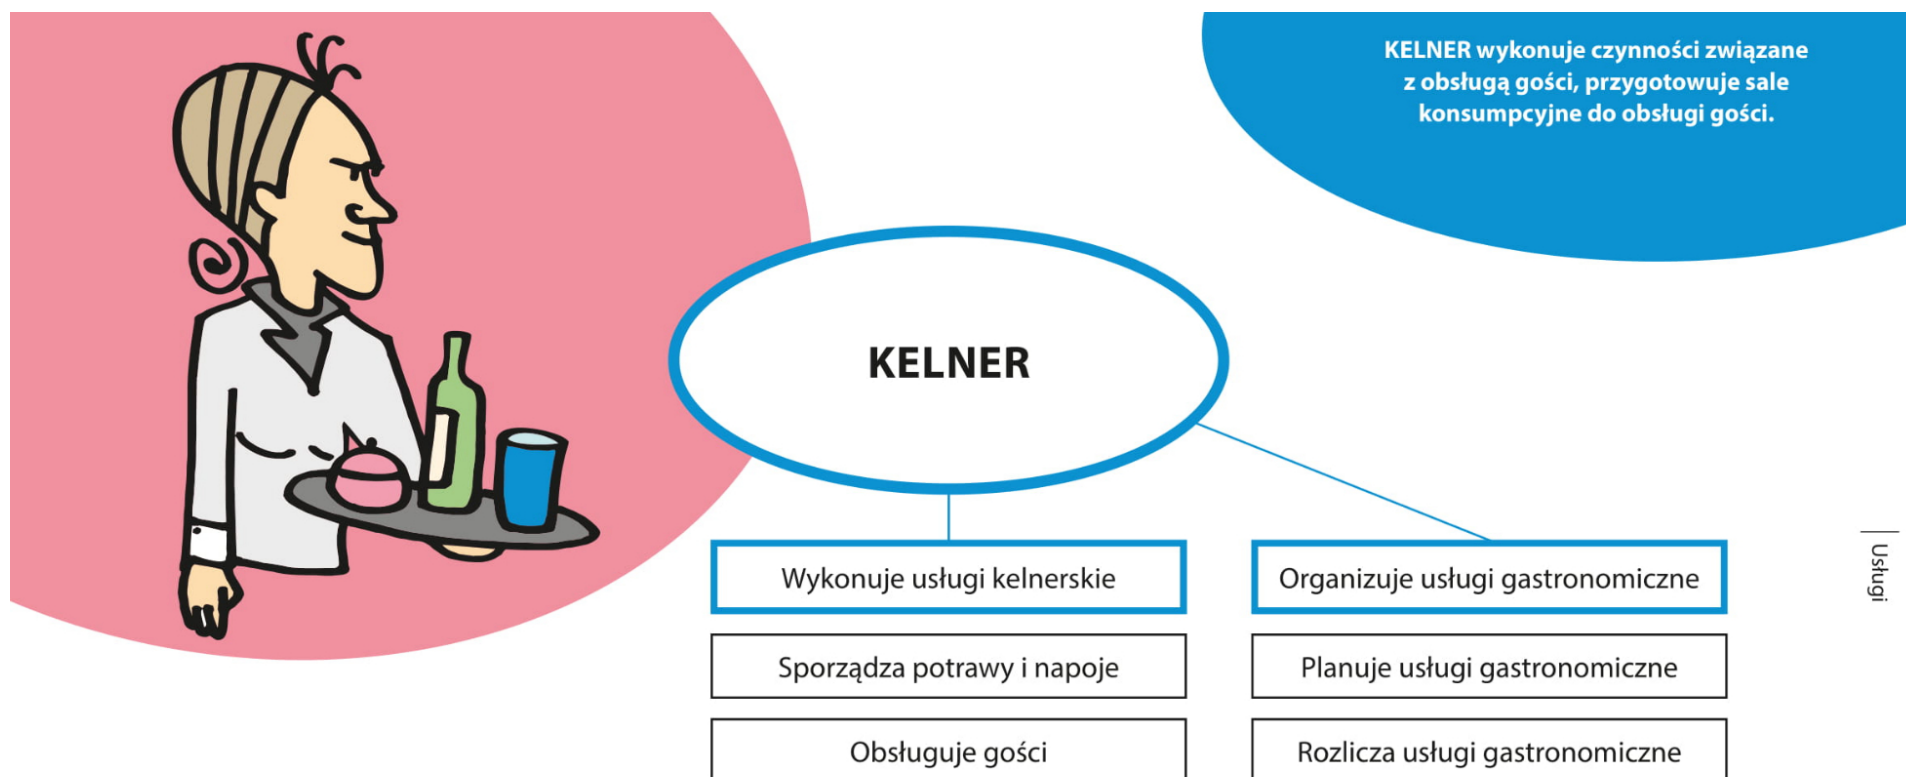 KELNER wykonuje czynności związane
z obsługą gości, przygotowuje sale
konsumpcyjne do obsługi gości.
KELNER
Wykonuje usługi kelnerskie
Sporządza potrawy i napoje
Obsługuje gości
Organizuje usługi gastronomiczne
Planuje usługi gastronomiczne
Rozlicza usługi gastronomiczne
Usługi